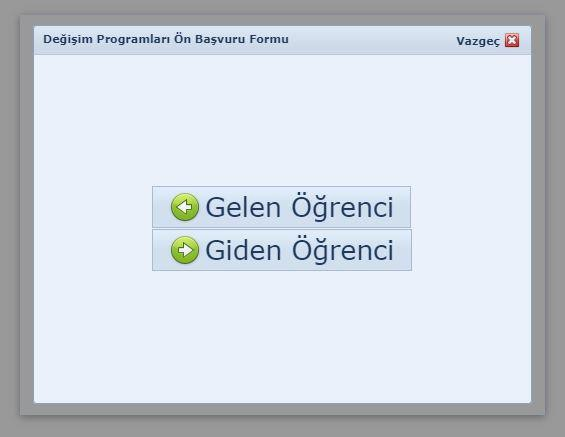 Değişim Programları Ön Başvuru Formu
Vazgeç
Gelen Öğrenci
Giden Öğrenci